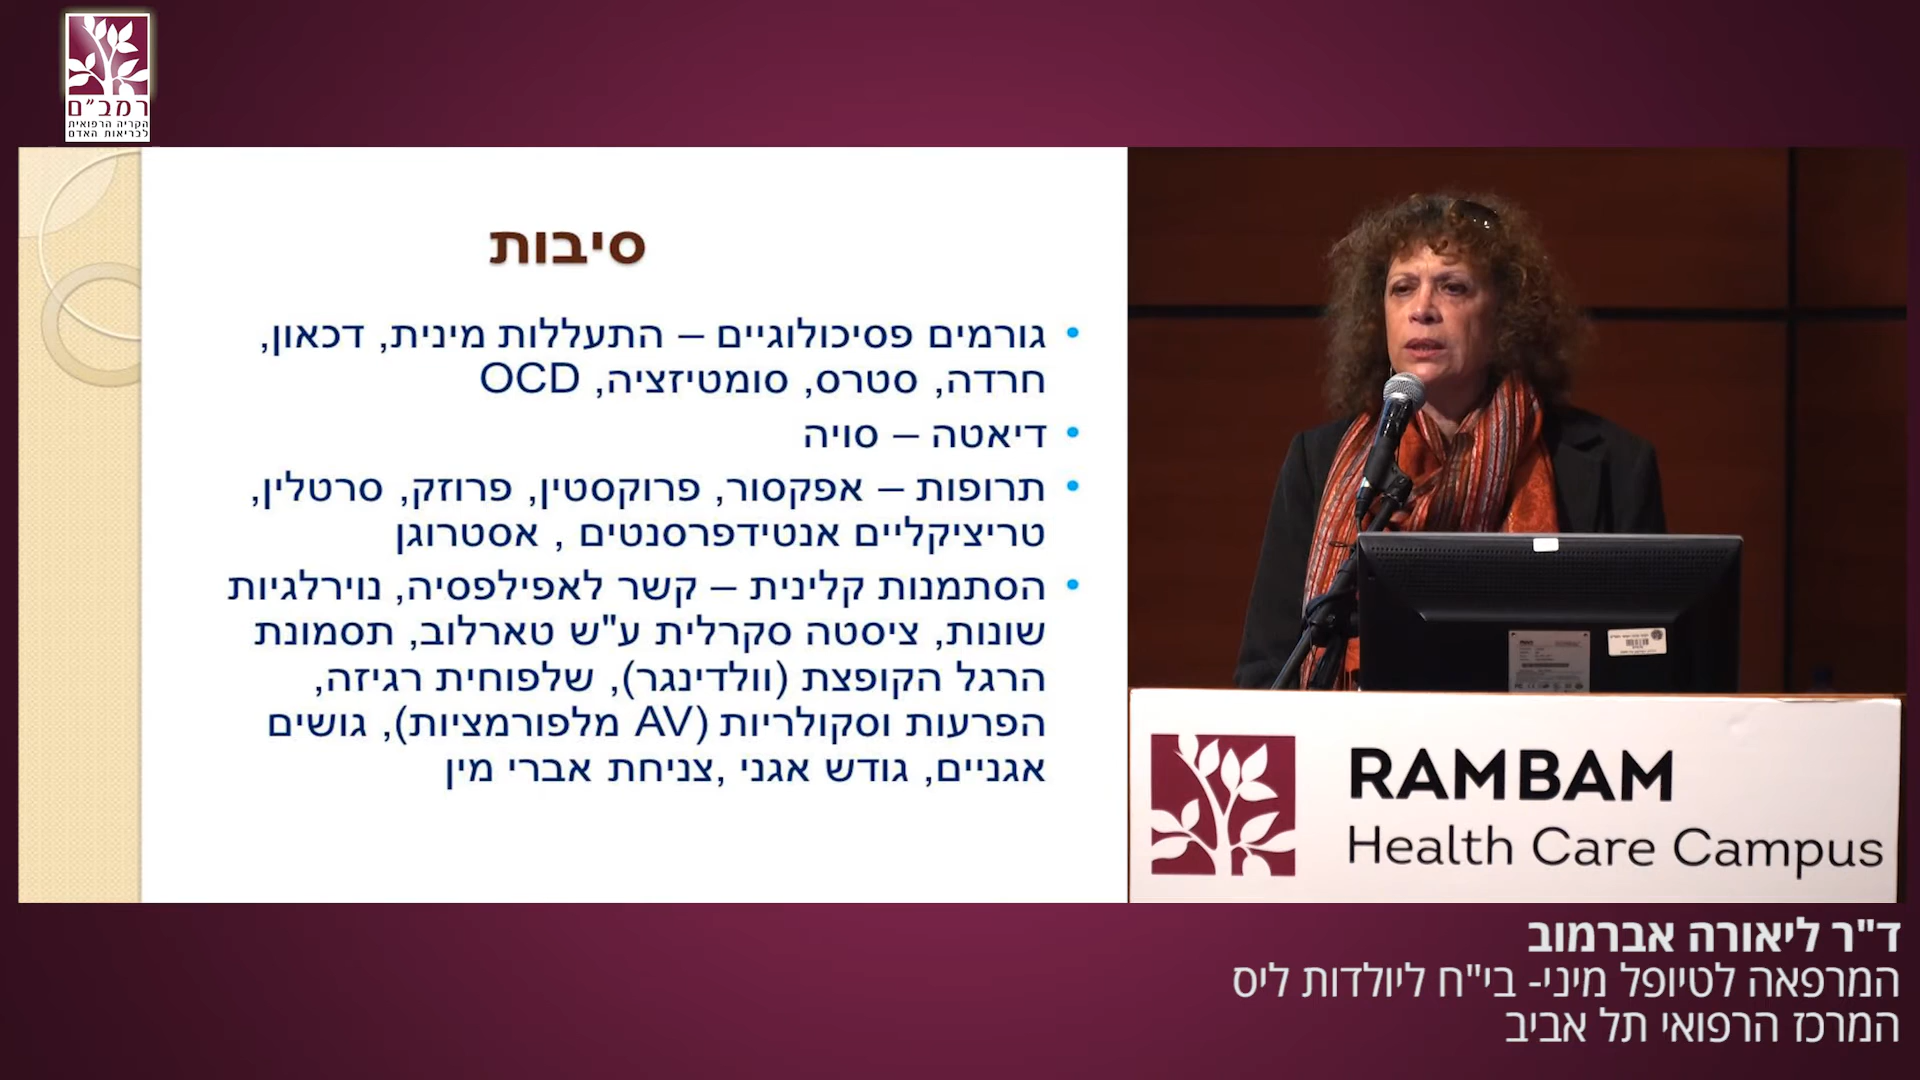 רמב"ם
הקריה הרפואית
לבריאות האדם
סיבות
• גורמים פסיכולוגיים – התעללות מינית, דכאון,
חרדה, סטרס, סומטיזציה, OCD
• דיאטה – סויה
• תרופות – אפקסור, פרוקסטין, פרוזק, סרטלין,
טריציקליים אנטידפרסנטים , אסטרוגן
• הסתמנות קלינית – קשר לאפילפסיה, נוירלגיות
שונות, ציסטה סקרלית ע"ש טארלוב, תסמונת
הרגל הקופצת (וולדינגר), שלפוחית רגיזה,
הפרעות וסקולריות (AV מלפורמציות), גושים
אגניים, גודש אגני ,צניחת אברי מין
RAMBAM
Health Care Campus
ד"ר ליאורה אברמוב
המרפאה לטיופל מיני- בי"ח ליולדות ליס
המרכז הרפואי תל אביב